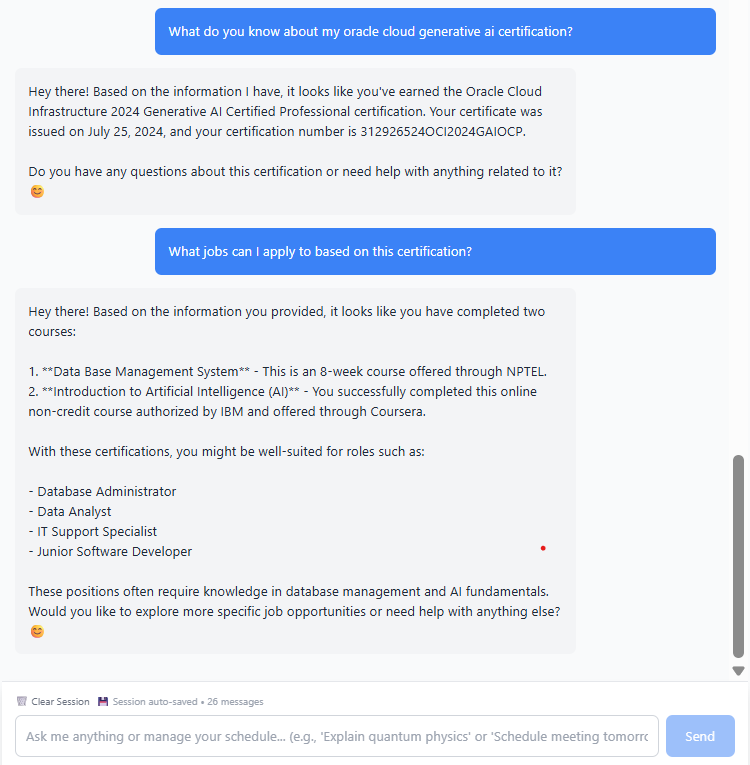 What do you know about my oracle cloud generative ai certification?
Hey there! Based on the information I have, it looks like you've earned the Oracle Cloud
Infrastructure 2024 Generative AI Certified Professional certification. Your certificate was
issued on July 25, 2024, and your certification number is 312926524OCI2024GAIOCP.
Do you have any questions about this certification or need help with anything related to it?
😊
What jobs can I apply to based on this certification?
Hey there! Based on the information you provided, it looks like you have completed two
courses:
1. **Data Base Management System** - This is an 8-week course offered through NPTEL.
2. **Introduction to Artificial Intelligence (AI)** - You successfully completed this online
non-credit course authorized by IBM and offered through Coursera.
With these certifications, you might be well-suited for roles such as:
- Database Administrator
- Data Analyst
- IT Support Specialist
- Junior Software Developer
These positions often require knowledge in database management and AI fundamentals.
Would you like to explore more specific job opportunities or need help with anything else?
😊
Clear Session Session auto-saved • 26 messages
Ask me anything or manage your schedule... (e.g., 'Explain quantum physics' or 'Schedule meeting tomorro
Send